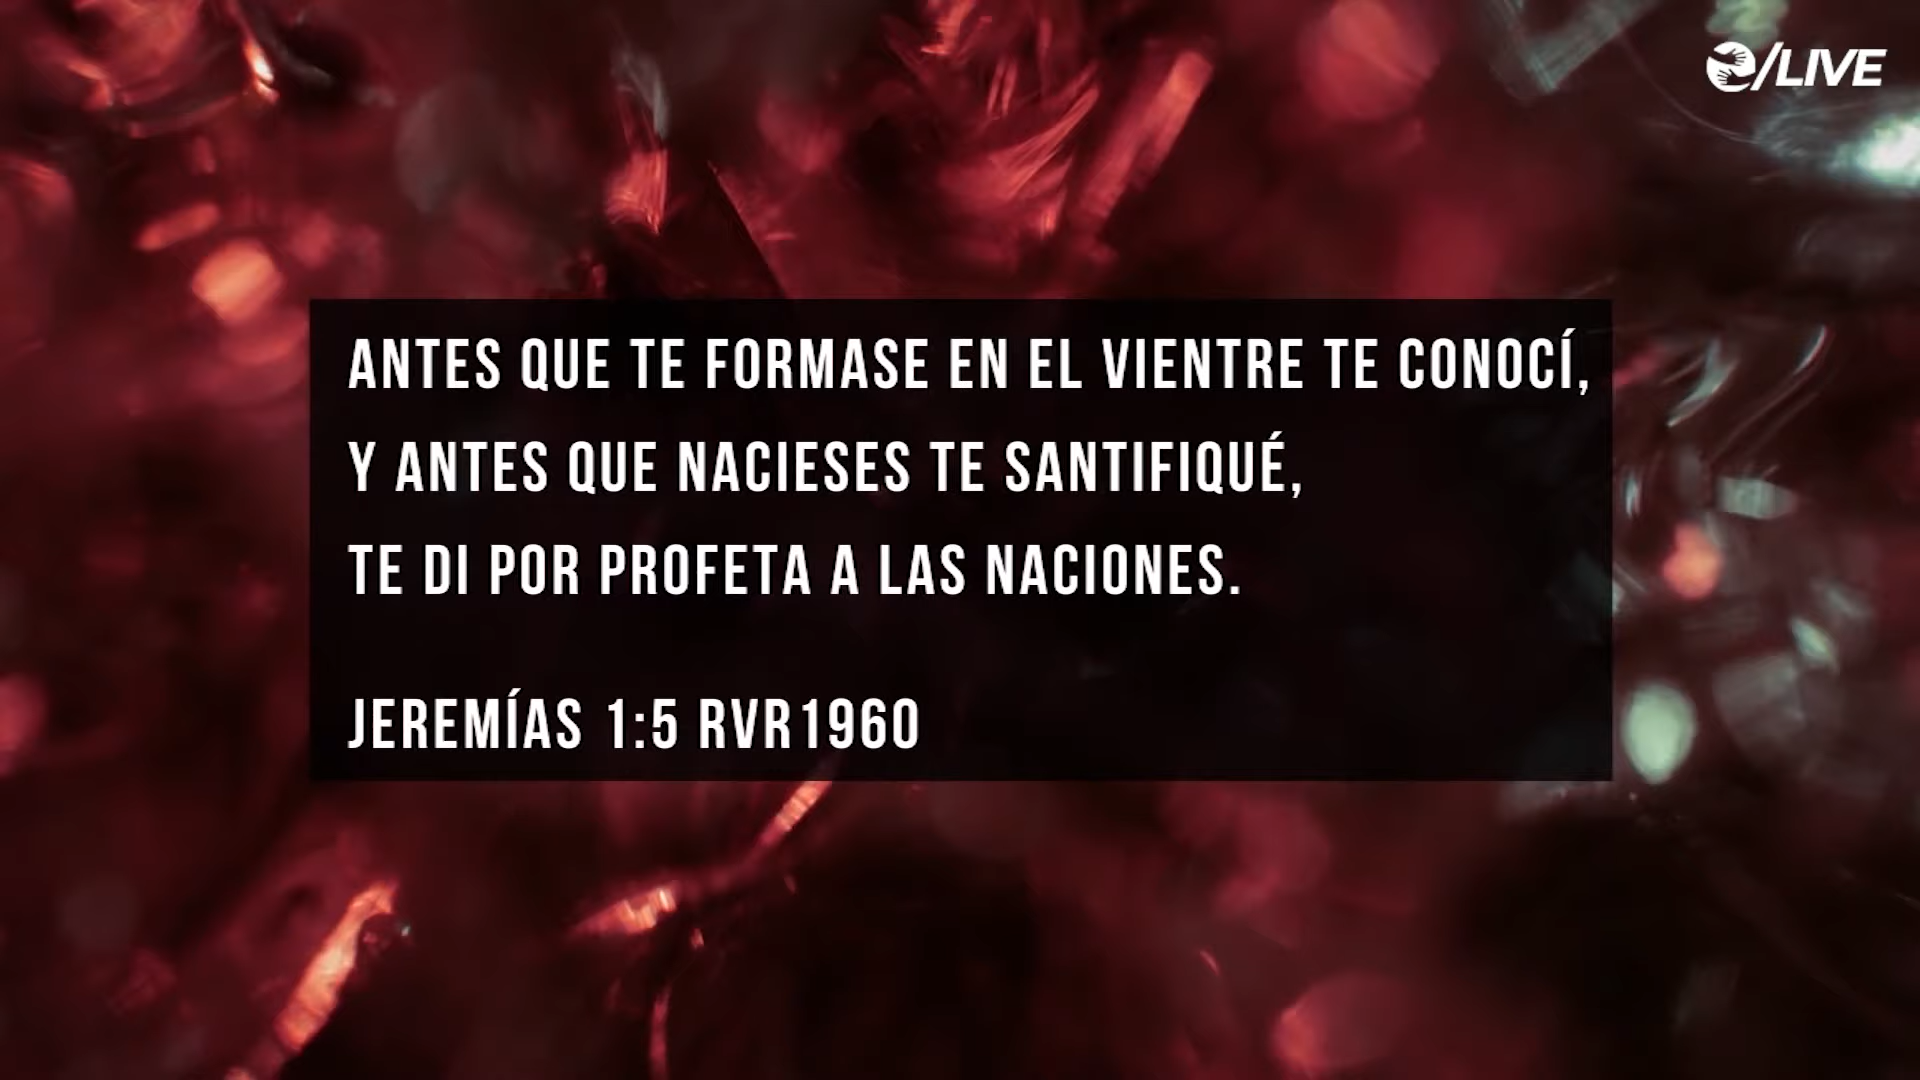 /LIVE
ANTES QUE TE FORMASE EN EL VIENTRE TE CONOCÍ,
Y ANTES QUE NACIESES TE SANTIFIQUÉ,
TE DI POR PROFETA A LAS NACIONES.
JEREMÍAS 1:5 RVR1960